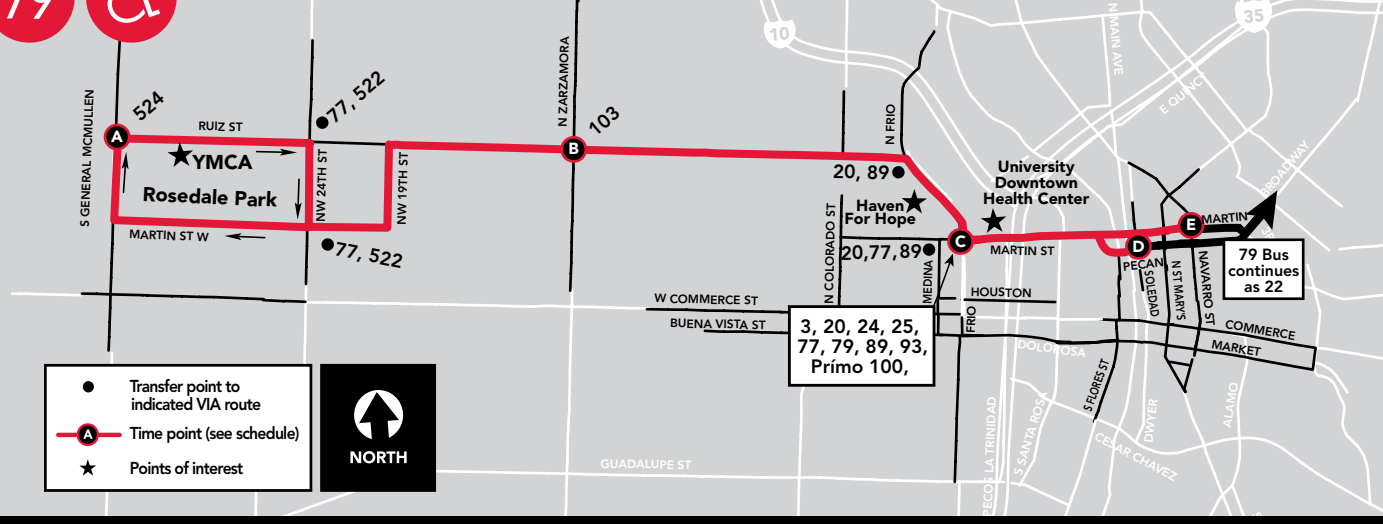 79
10
35
N MAIN AVE
E QUINCY
BROADWAY
S GENERAL MCMULLEN
A
524
RUIZ ST
YMCA
Rosedale Park
MARTIN ST W
NW 24TH ST
77, 522
77, 522
NW 19TH ST
N ZARZAMORA
B
103
N FRIO
20, 89
Haven
For Hope
University
Downtown
Health Center
N COLORADO ST
20,77,89
MEDINA
C
MARTIN ST
D
PECAN
E
MARTIN
SOLEDAD
N ST MARY'S
NAVARRO ST
79 Bus
continues
as 22
W COMMERCE ST
BUENA VISTA ST
HOUSTON
FRIO
3, 20, 24, 25,
77, 79, 89, 93,
Prímo 100,
COMMERCE
MARKET
DOLOROSA
S FLORES ST
DWYER
ALAMO
CESAR CHAVEZ
S SANTA ROSA
PECOS LA TRINIDAD
GUADALUPE ST
Transfer point to
indicated VIA route
A
Time point (see schedule)
Points of interest
NORTH